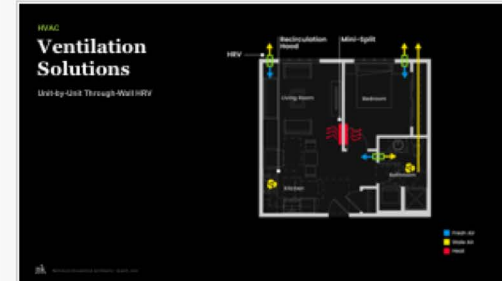 HVAC
Ventilation
Solutions
Unit-by-Unit Through-Wall HRV
HRV
Recirculation
Hood
Mini-Split
Living Room
Bedroom
Bathroom
Kitchen
Fresh Air
Stale Air
Heat